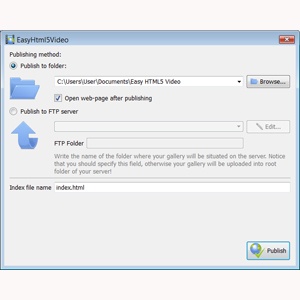 EasyHtml5Video
Publishing method:
Publish to folder:
C:\Users\User\Documents\Easy HTML5 Video
Browse...
Open web-page after publishing
Publish to FTP server
Edit...
FTP Folder
Write the name of the folder where your gallery will be situated on the server. Notice
that you should specify this field, otherwise your gallery will be uploaded into root
folder of your server!
Index file name index.html
Publish